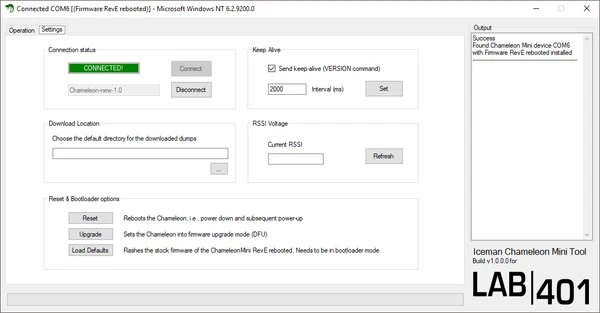 Connected COM6 [(Firmware RevE rebooted)] - Microsoft Windows NT 6.2.9200.0
Operation Settings
Connection status
CONNECTED!
Connect
Chameleon-new-1.0
Disconnect
Keep Alive
Send keep-alive (VERSION command)
2000
Interval (ms)
Set
Download Location
Choose the default directory for the downloaded dumps
...
RSSI Voltage
Current RSSI
Refresh
Reset & Bootloader options
Reset
Reboots the Chameleon, i.e., power down and subsequent power-up
Upgrade
Sets the Chameleon into firmware upgrade mode (DFU)
Load Defaults
Flashes the stock firmware of the ChameleonMini RevE rebooted. Needs to be in bootloader mode.
Output
Success
Found Chameleon Mini device COM6
with Firmware RevE rebooted installed
Iceman Chameleon Mini Tool
Build v1.0.0.0 for
LAB|401